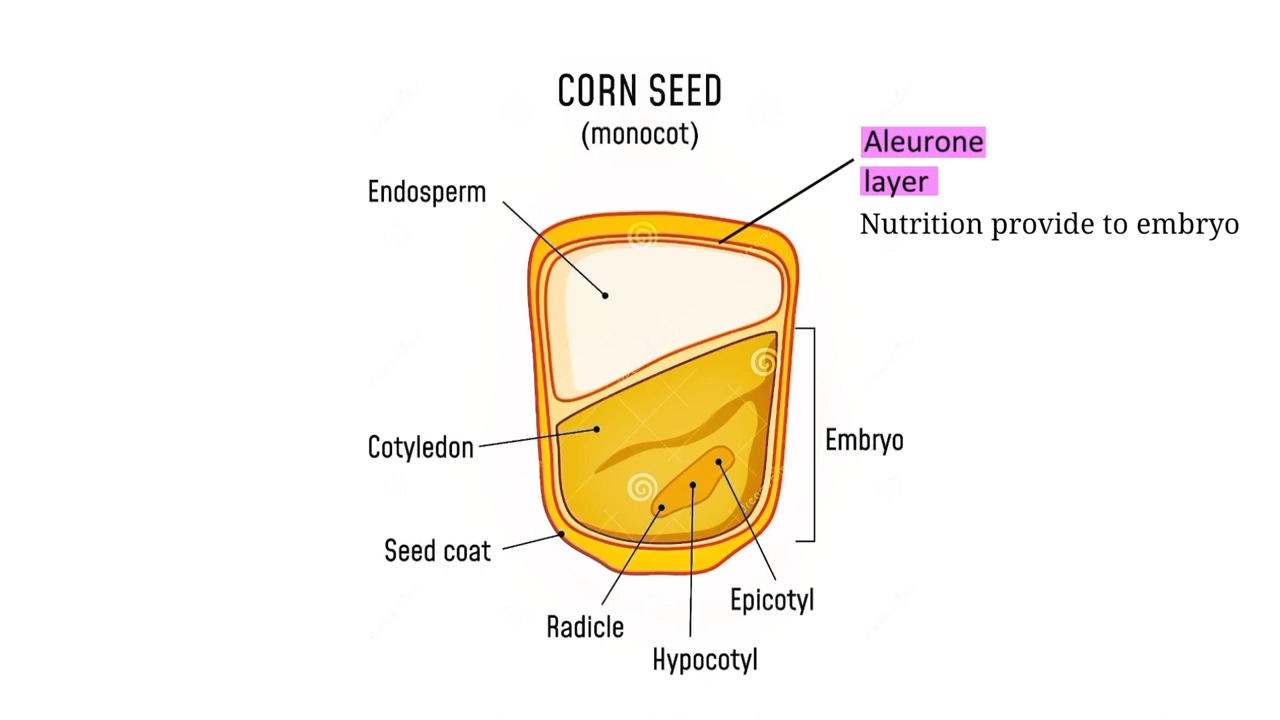 CORN SEED
(monocot)
Aleurone
layer
Nutrition provide to embryo
Endosperm
Cotyledon
Embryo
Seed coat
Epicotyl
Radicle
Hypocotyl